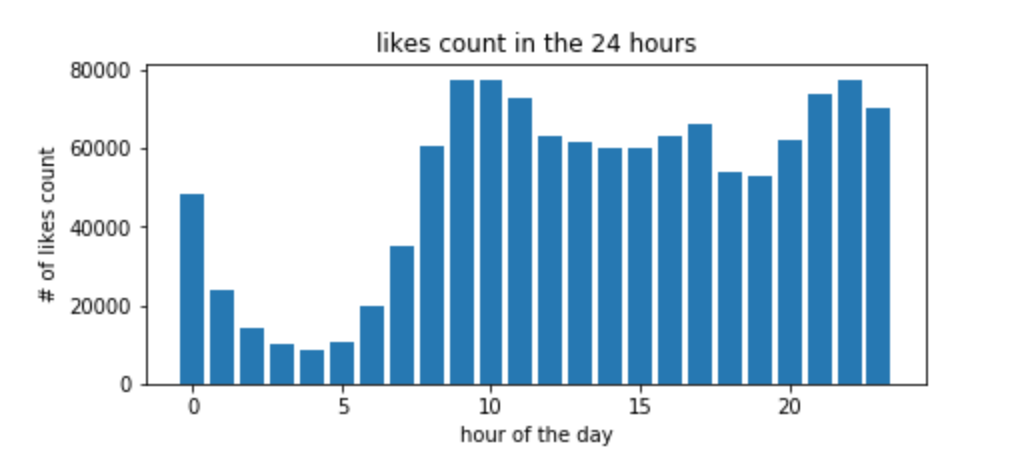 likes count in the 24 hours
80000
60000
40000
20000
0
# of likes count
0 5 10 15 20
hour of the day